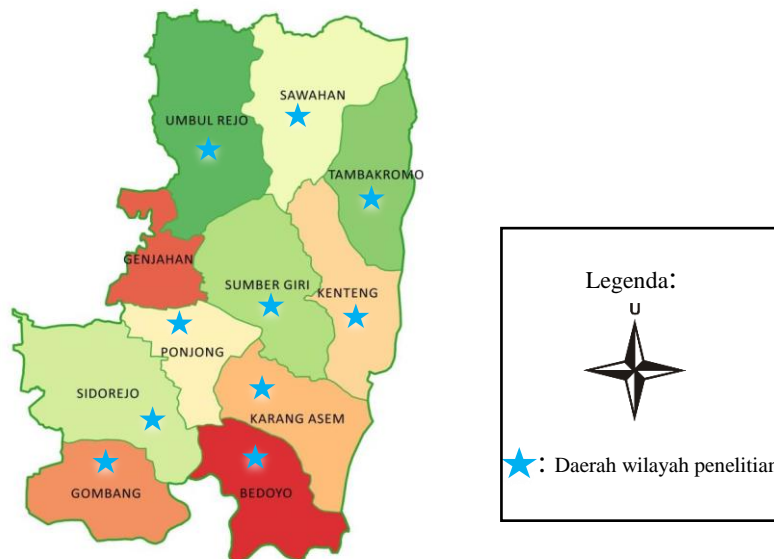 SAWAHAN
UMBUL REJO
TAMBAKROMO
GENJAHAN
SUMBER GIRI
KENTENG
PONJONG
SIDOREJO
KARANG ASEM
GOMBANG
BEDOYO
Legenda:
U
: Daerah wilayah penelitian